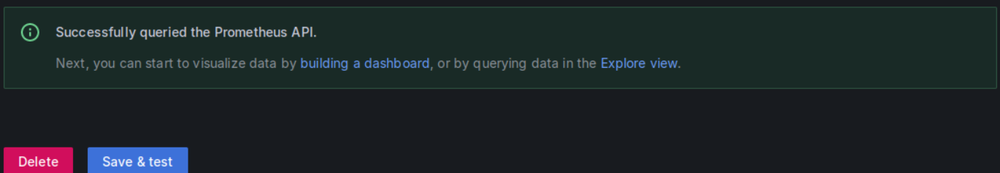 Successfully queried the Prometheus API.
Next, you can start to visualize data by building a dashboard, or by querying data in the Explore view.
Delete
Save & test